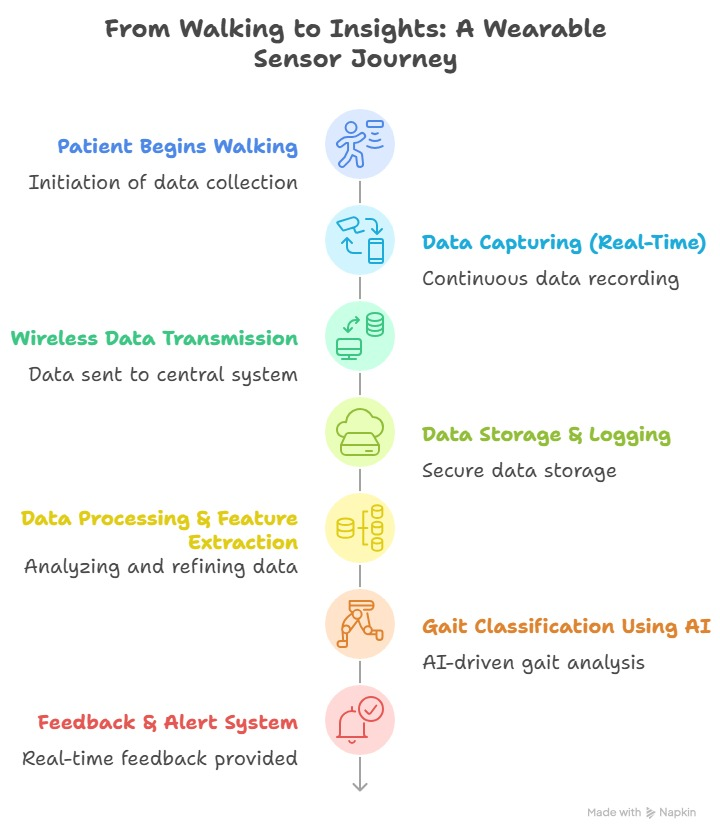 From Walking to Insights: A Wearable
Sensor Journey
Patient Begins Walking
Initiation of data collection
Data Capturing (Real-Time)
Continuous data recording
Wireless Data Transmission
Data sent to central system
Data Storage & Logging
Secure data storage
Data Processing & Feature
Extraction
Analyzing and refining data
Gait Classification Using AI
AI-driven gait analysis
Feedback & Alert System
Real-time feedback provided
Made with Napkin